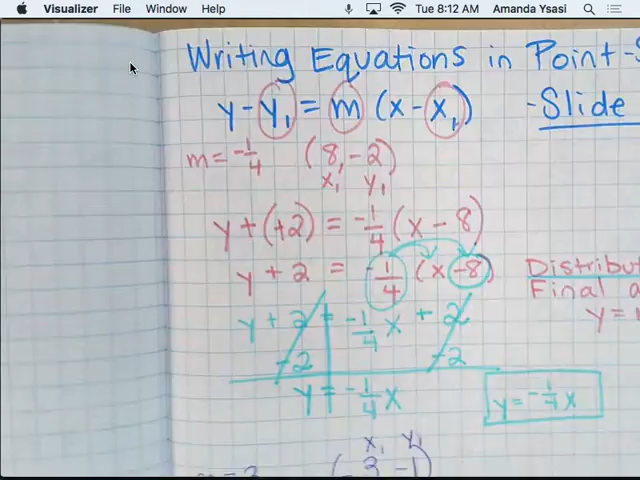 Visualizer File Window Help Tue 8:12 AM Amanda Ysasi
Writing Equations in Point-
y - y₁ = m (x - x₁) - Slide
m = -1/4 (8, -2)
x₁ y₁
y + (+2) = -1/4 (x - 8)
y + 2 = -1/4 (x - 8)
Distribut
Final a
y + 2 = -1/4 x + 2
y =
-2 -2
y = -1/4 x
y = -1/4 x
x₁ y₁
(-3, -1)